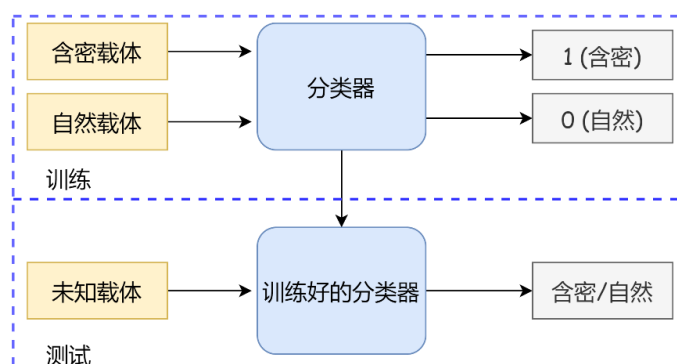 含密载体
分类器
1 (含密)
自然载体
0 (自然)
训练
未知载体
训练好的分类器
含密/自然
测试